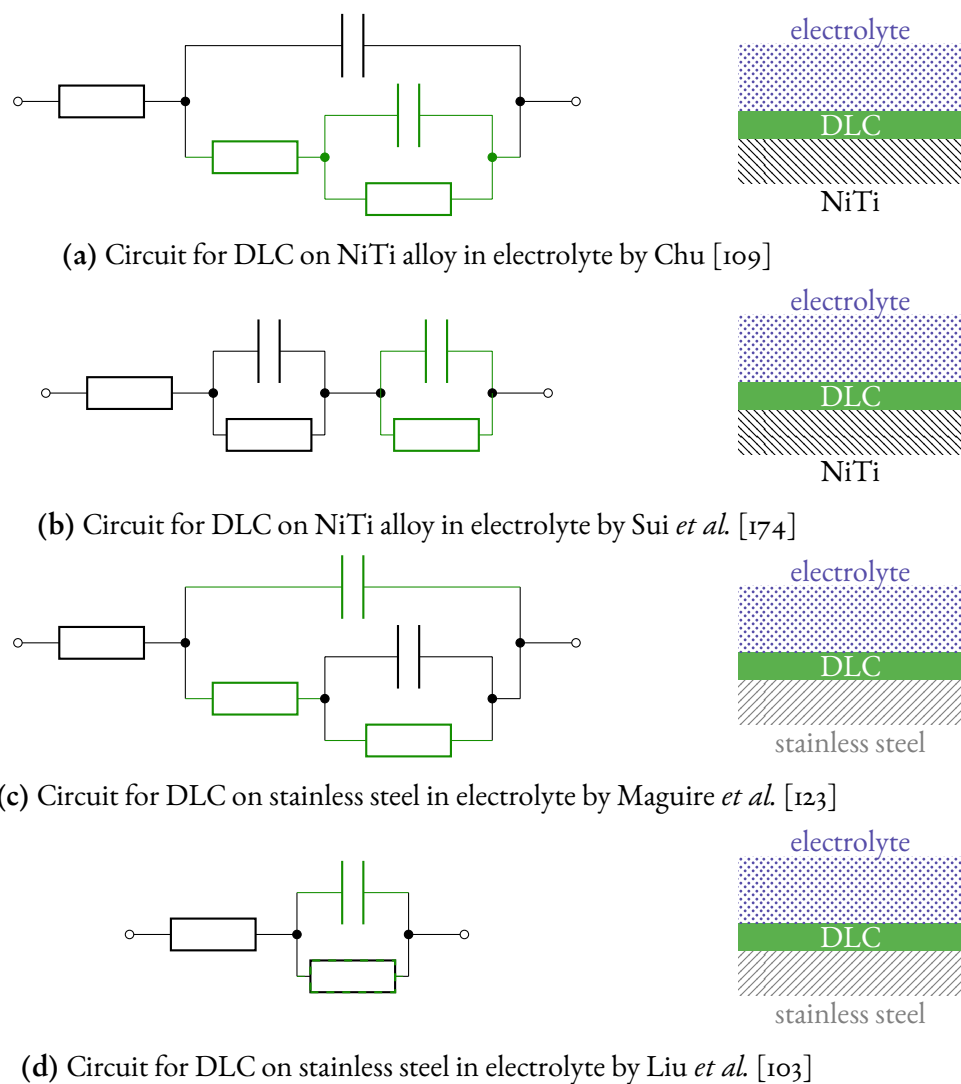 electrolyte
DLC
NiTi
(a) Circuit for DLC on NiTi alloy in electrolyte by Chu [109]
electrolyte
DLC
NiTi
(b) Circuit for DLC on NiTi alloy in electrolyte by Sui et al. [174]
electrolyte
DLC
stainless steel
(c) Circuit for DLC on stainless steel in electrolyte by Maguire et al. [123]
electrolyte
DLC
stainless steel
(d) Circuit for DLC on stainless steel in electrolyte by Liu et al. [103]